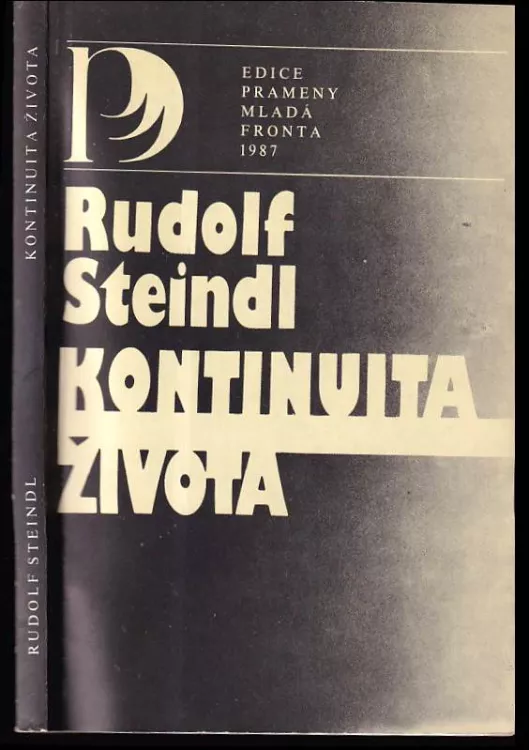 KONTINUITA ŽIVOTA
RUDOLF STEINDL
P
EDICE
PRAMENY
MLADÁ
FRONTA
1987
Rudolf
Steindl
KONTINUITA
ŽIVOTA